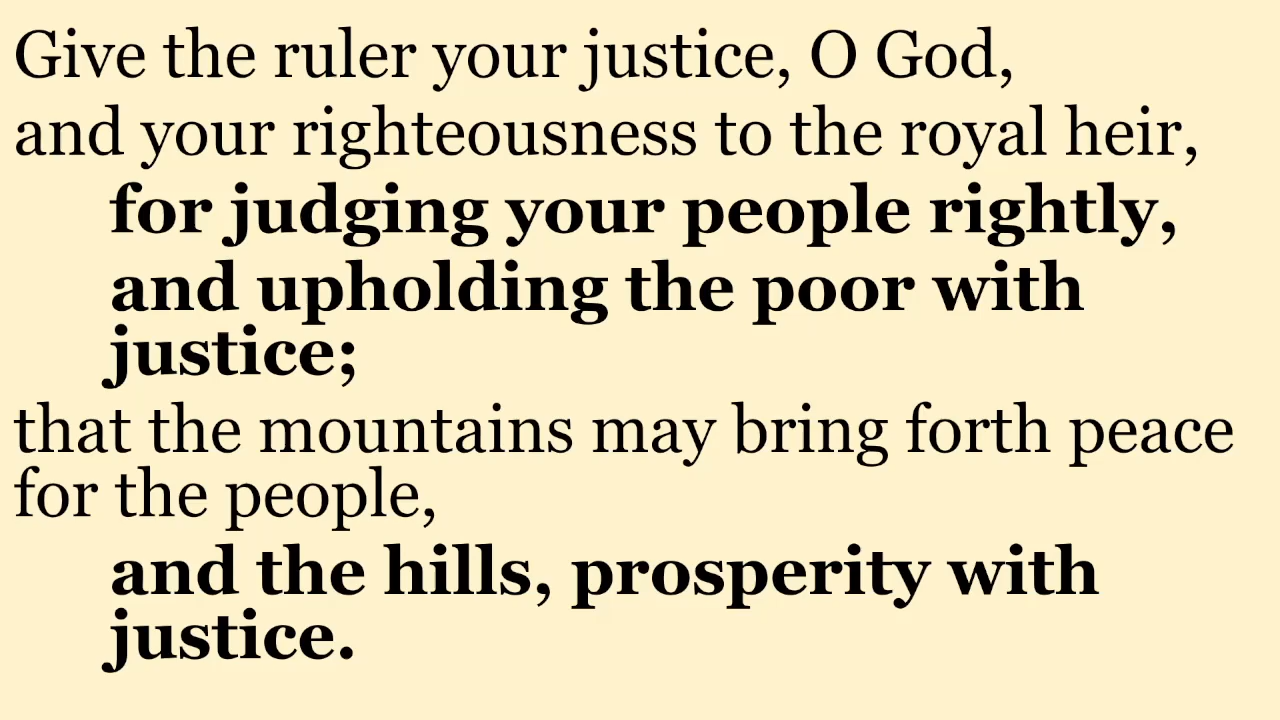 Give the ruler your justice, O God,
and your righteousness to the royal heir,
for judging your people rightly,
and upholding the poor with
justice;
that the mountains may bring forth peace
for the people,
and the hills, prosperity with
justice.